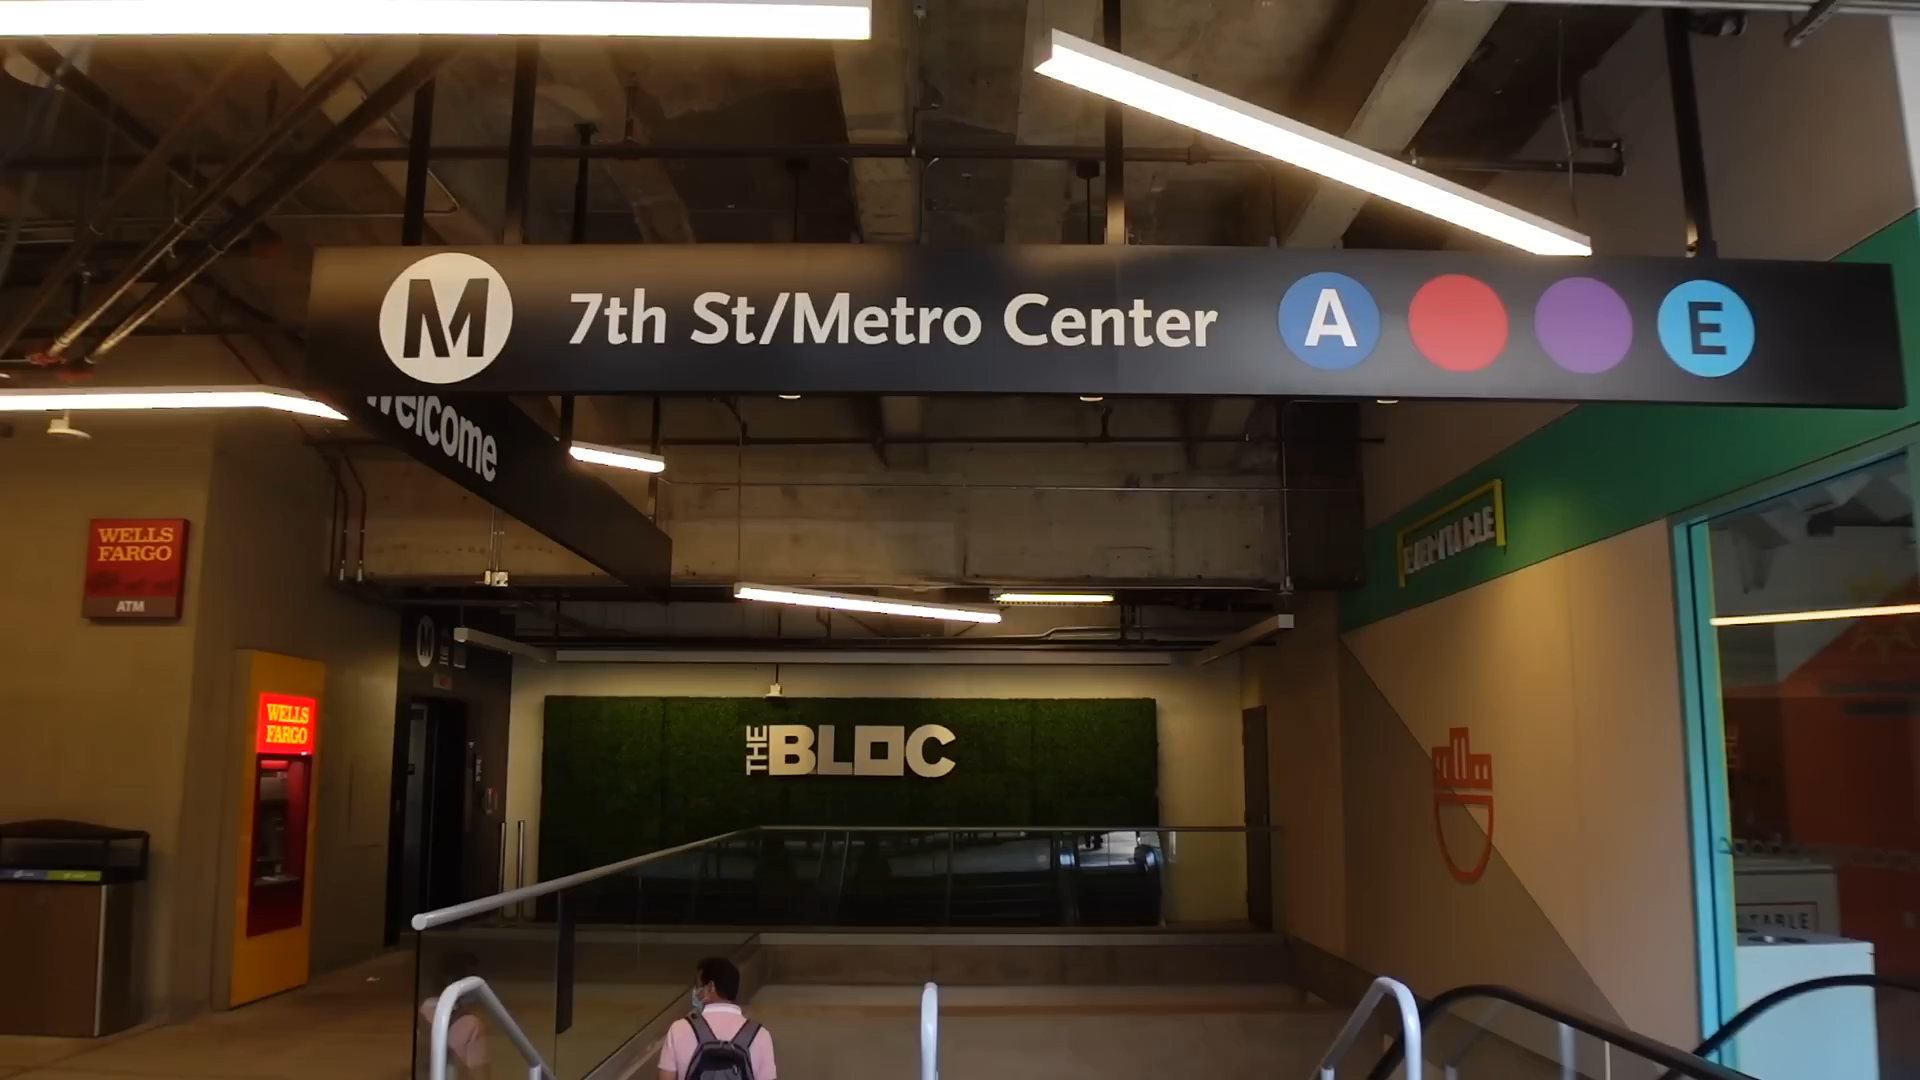 M 7th St/Metro Center A E
Welcome
WELLS
FARGO
ATM
WELLS
FARGO
M
THE BLOC